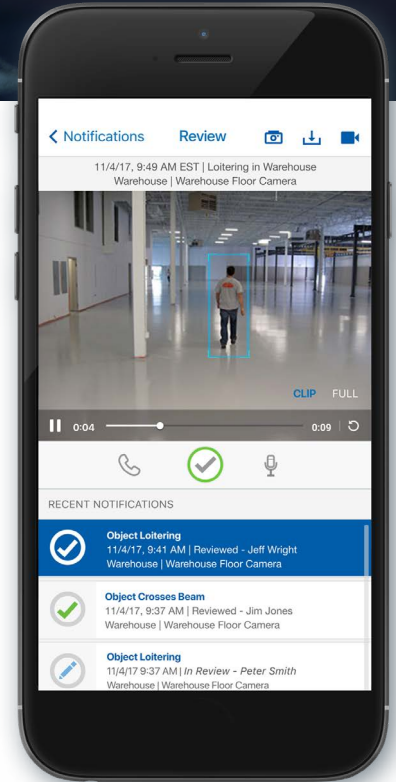 Notifications Review
11/4/17, 9:49 AM EST | Loitering in Warehouse
Warehouse | Warehouse Floor Camera
CLIP FULL
0:04 0:09
RECENT NOTIFICATIONS
Object Loitering
11/4/17, 9:41 AM | Reviewed - Jeff Wright
Warehouse | Warehouse Floor Camera
Object Crosses Beam
11/4/17, 9:37 AM | Reviewed - Jim Jones
Warehouse | Warehouse Floor Camera
Object Loitering
11/4/17 9:37 AM | In Review - Peter Smith
Warehouse | Warehouse Floor Camera